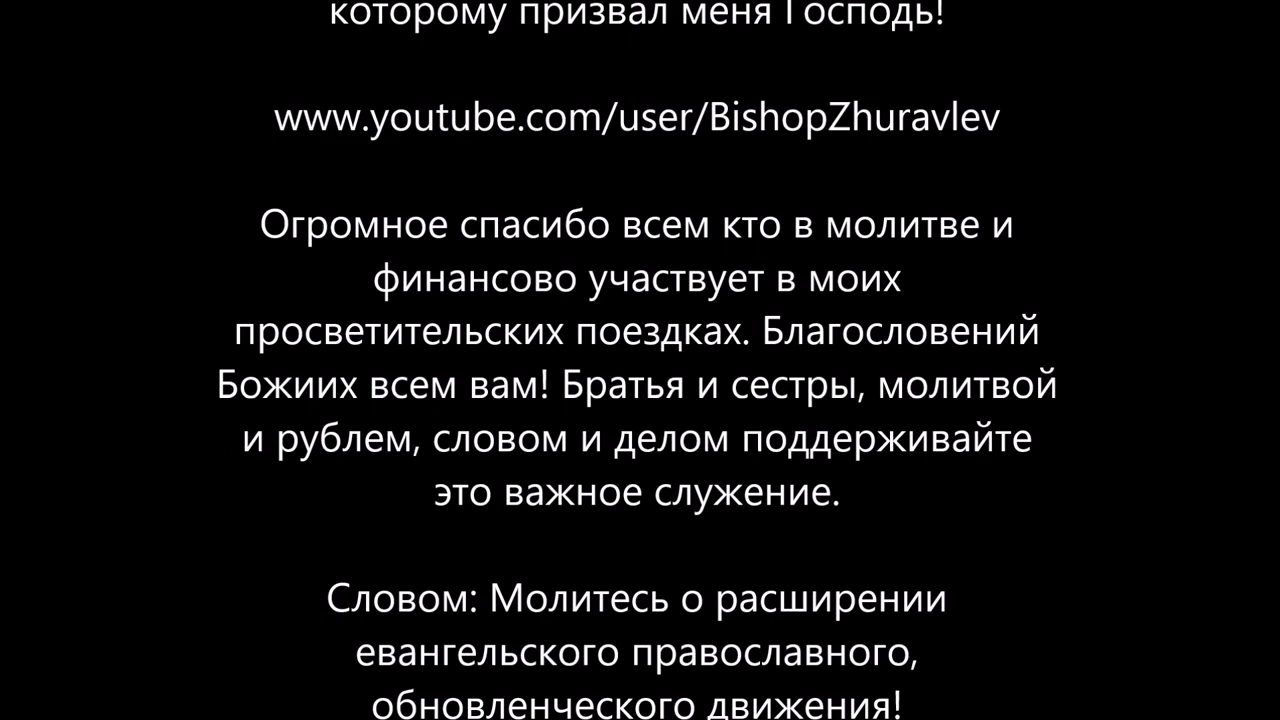 которому призвал меня Господь!
www.youtube.com/user/BishopZhuravlev
Огромное спасибо всем кто в молитве и
финансово участвует в моих
просветительских поездках. Благословений
Божиих всем вам! Братья и сестры, молитвой
и рублем, словом и делом поддерживайте
это важное служение.
Словом: Молитесь о расширении
евангельского православного,
обновленческого движения!